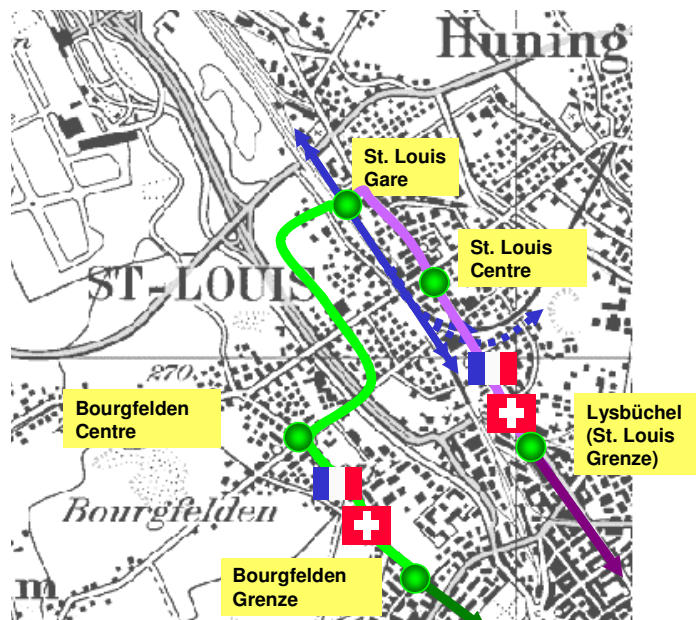 Huning
St. Louis
Gare
St. Louis
Centre
ST-LOUIS
270.
Bourgfelden
Centre
Lysbüchel
(St. Louis
Grenze)
Bourgfelden
Bourgfelden
Grenze
m